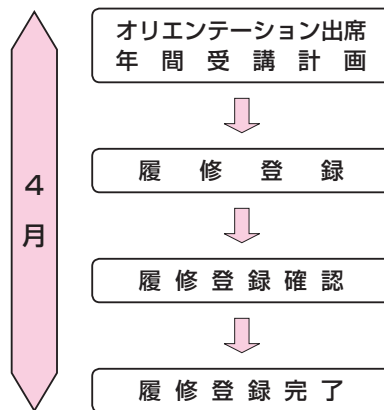 オリエンテーション出席
年間受講計画
4月
履修登録
履修登録確認
履修登録完了